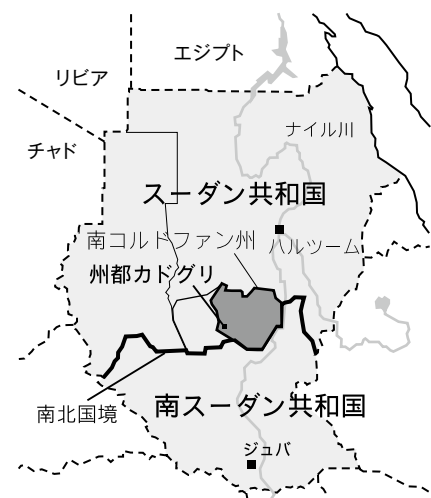 エジプト
リビア
ナイル川
チャド
スーダン共和国
南コルドファン州
ハルツーム
州都カドグリ
南北国境
南スーダン共和国
ジュバ